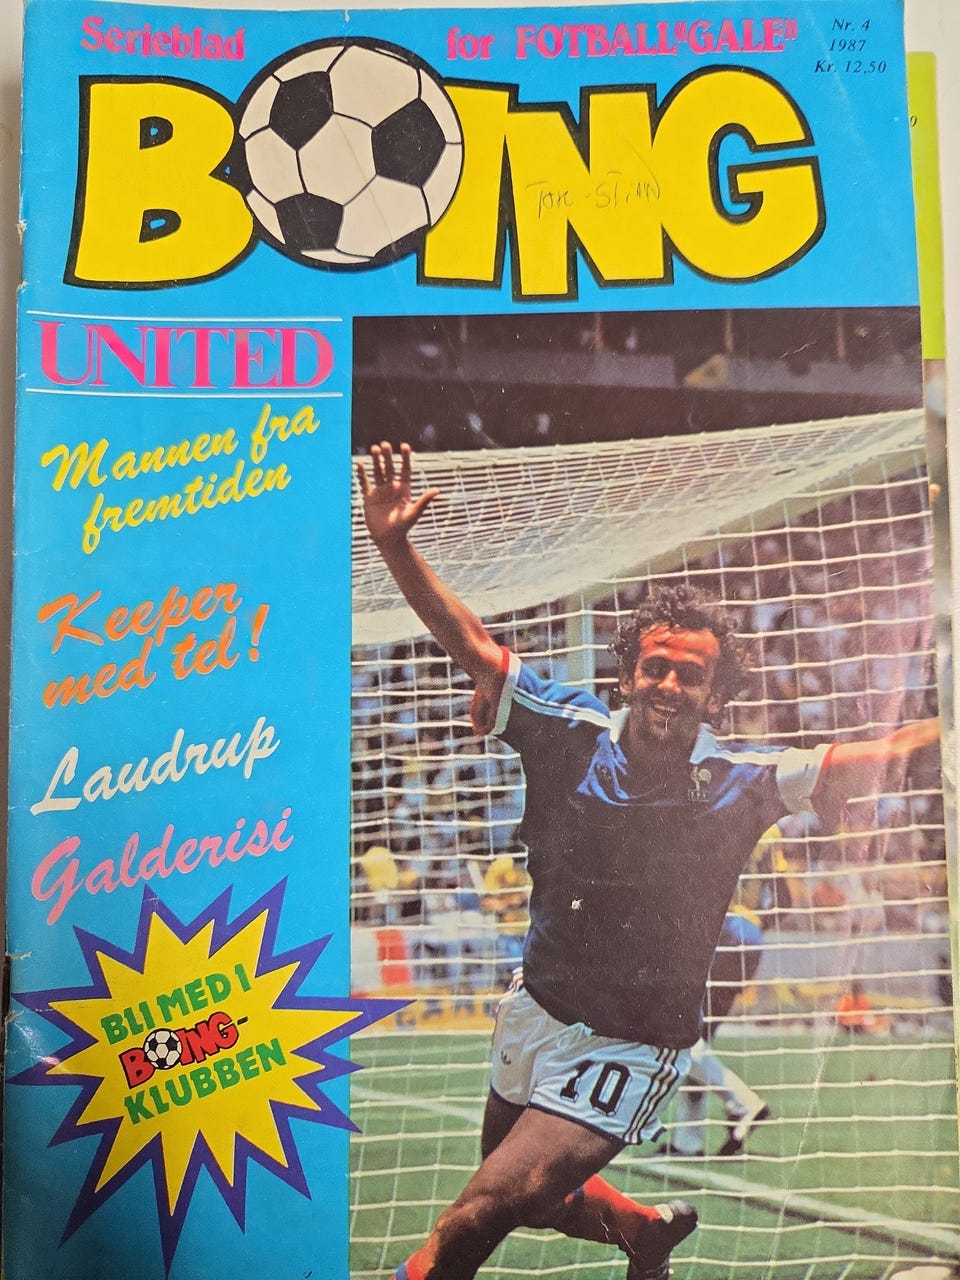 Serieblad for FOTBALL"GALE"
Nr. 4
1987
Kr. 12,50
BOING
UNITED
Mannen fra
fremtiden
Keeper
med tel!
Laudrup
Galderisi
BLI MED I
BOING-
KLUBBEN
10